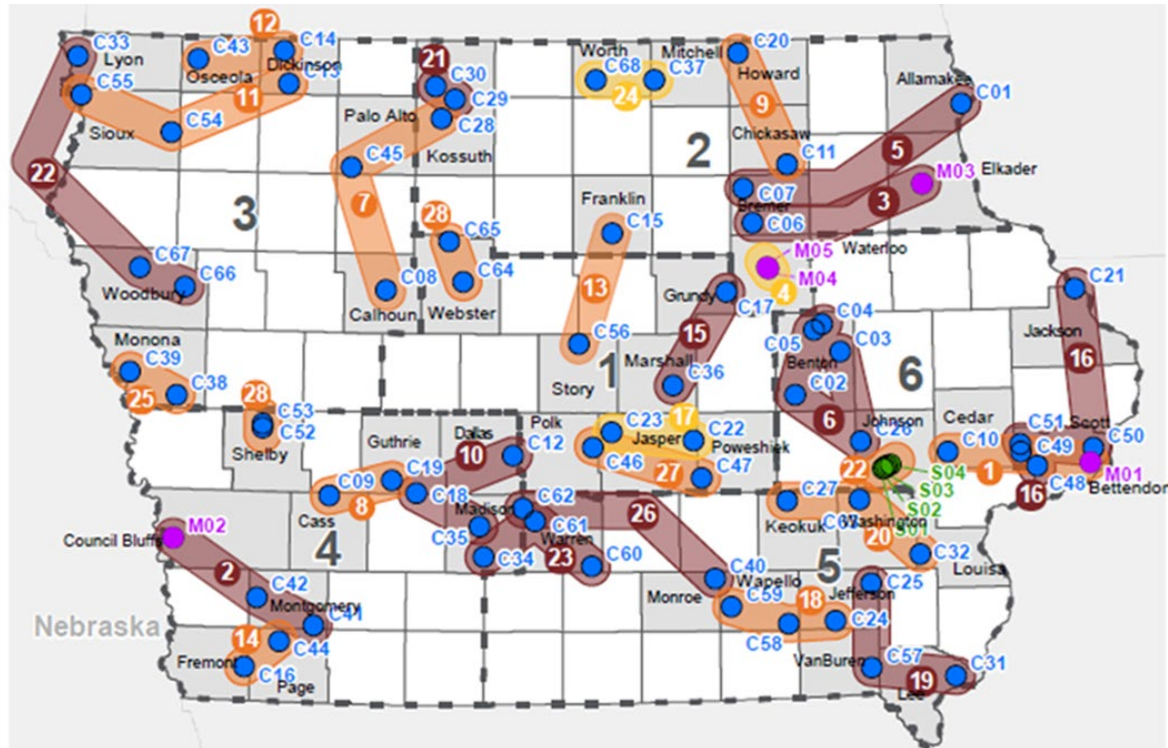 12
C33
Lyon
C43
C14
Dickinson
C13
Osceola
11
C55
Sioux
C54
21
C30
C29
C28
Palo Alto
Kossuth
C45
Worth
C68
C37
24
Mitchell
C20
Howard
9
Chickasaw
C11
Allamakee
C01
5
M03
Elkader
3
C07
Bremer
C06
2
22
3
7
Franklin
C15
28
C65
C64
Webster
C08
Calhoun
C67
C66
Woodbury
13
Waterloo
M05
M04
4
Grundy
C17
C21
Jackson
Monona
C39
C38
25
C56
Story
1
15
Marshall
C36
C04
C05
C03
Benton
C02
6
6
16
28
C53
C52
Shelby
Guthrie
Dallas
10
C12
Polk
C23
17
C22
Jasper
Poweshiek
C46
27
C47
Johnson
C26
Cedar
C10
1
C51
Scott
C50
C49
C48
M01
Bettendorf
16
C09
8
C19
C18
Cass
22
S04
S03
S02
S01
C27
Keokuk
Washington
C63
20
C32
Louisa
M02
Council Bluffs
2
4
Madison
C62
C61
C35
C34
Warren
23
C60
26
C42
Montgomery
C41
C40
Wapello
Monroe
C59
18
C58
5
Jefferson
C25
C24
Nebraska
14
C44
Fremont
C16
Page
VanBuren
C57
19
Lee
C31